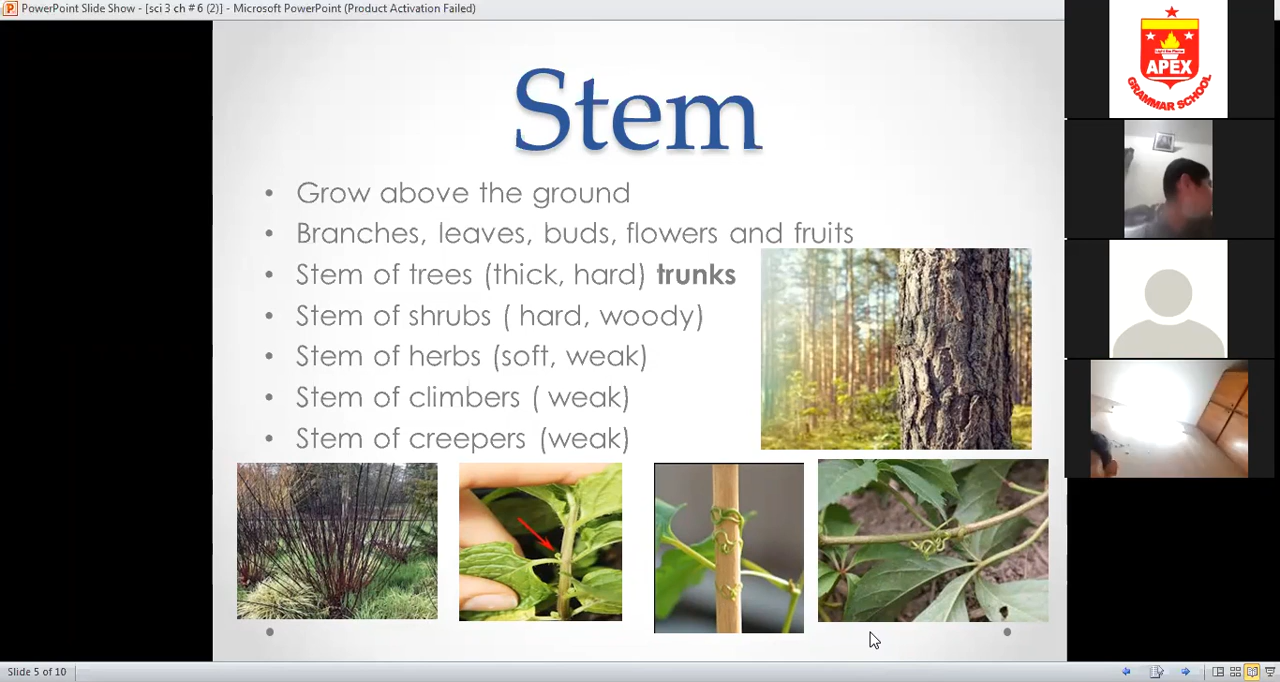 PowerPoint Slide Show - [sci 3 ch # 6 (2)] - Microsoft PowerPoint (Product Activation Failed)
Stem
• Grow above the ground
• Branches, leaves, buds, flowers and fruits
• Stem of trees (thick, hard) trunks
• Stem of shrubs ( hard, woody)
• Stem of herbs (soft, weak)
• Stem of climbers ( weak)
• Stem of creepers (weak)
APEX
GRAMMAR SCHOOL
Slide 5 of 10